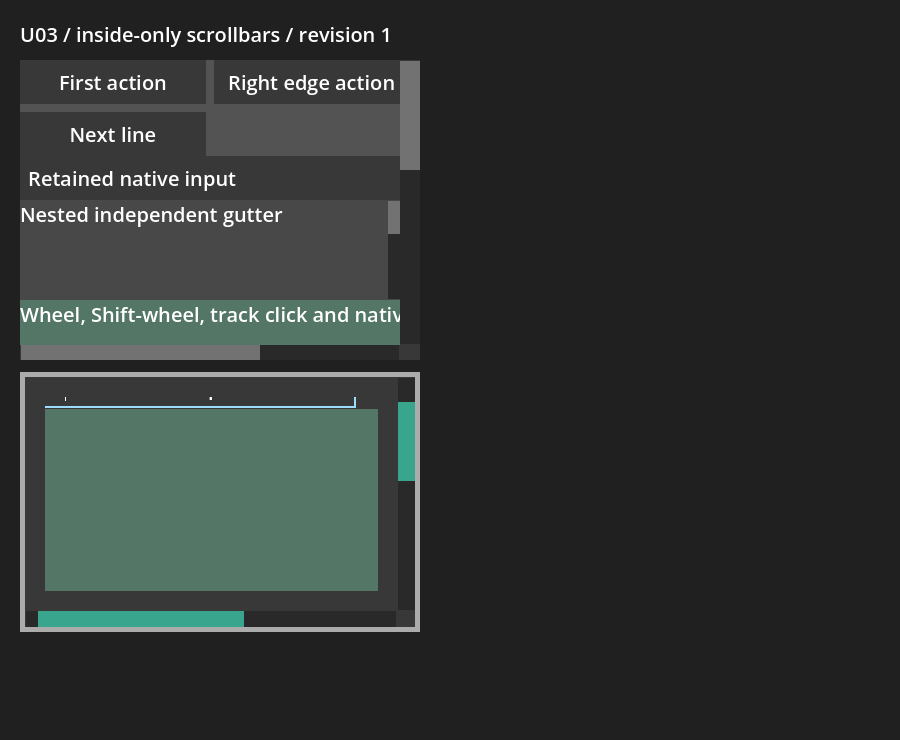 U03 / inside-only scrollbars / revision 1
First action
Right edge action
Next line
Retained native input
Nested independent gutter
Wheel, Shift-wheel, track click and